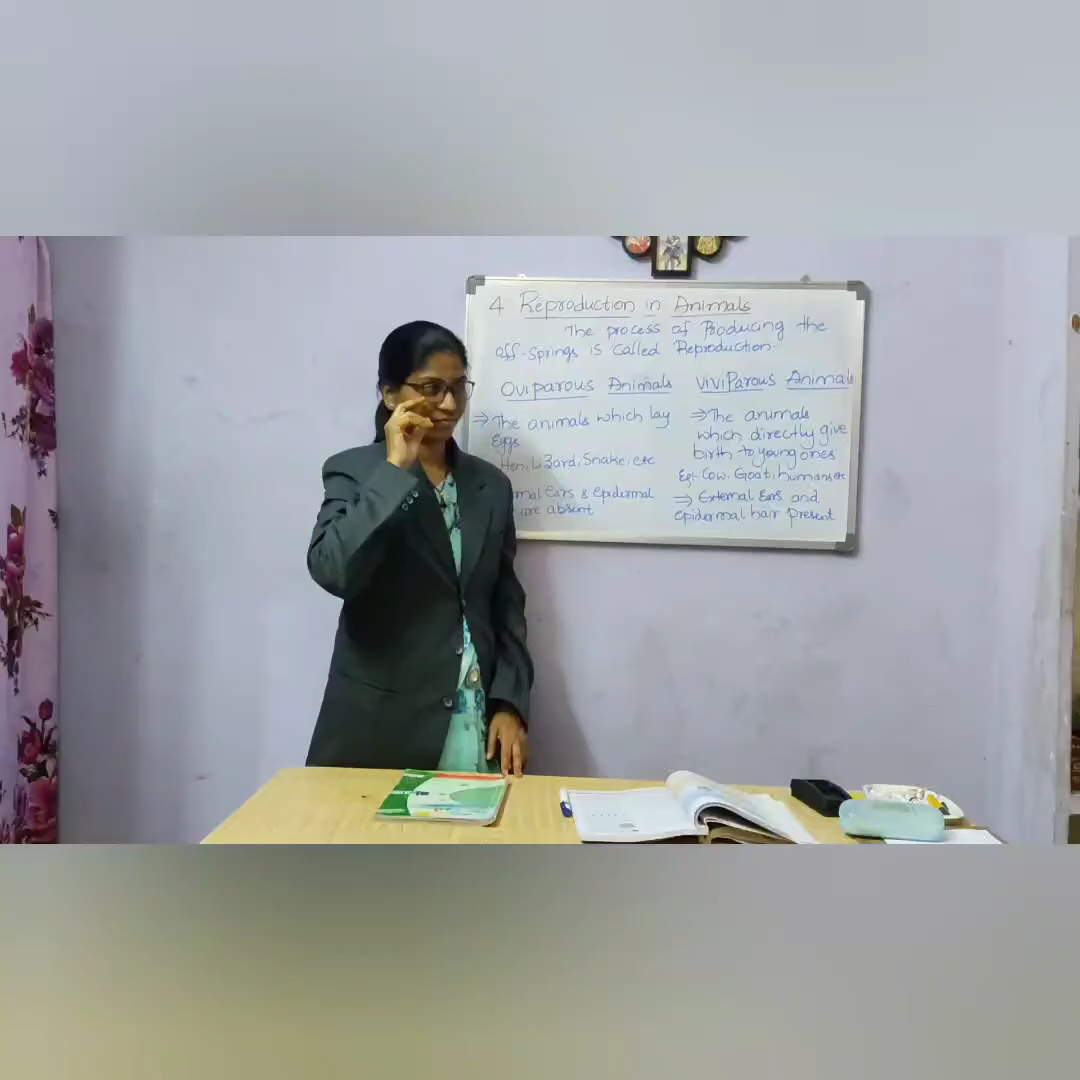 4 Reproduction in Animals
The process of Producing the
off-springs is called Reproduction.
Oviparous Animals
⇒ The animals which lay
Eggs
Hen, Lizard, Snake, etc
Ears & epidermal
are absent
ViviParous Animals
⇒ The animals
which directly give
birth to young ones
Eg:- Cow, Goat, humans etc
⇒ External Ears and
epidermal hair Present